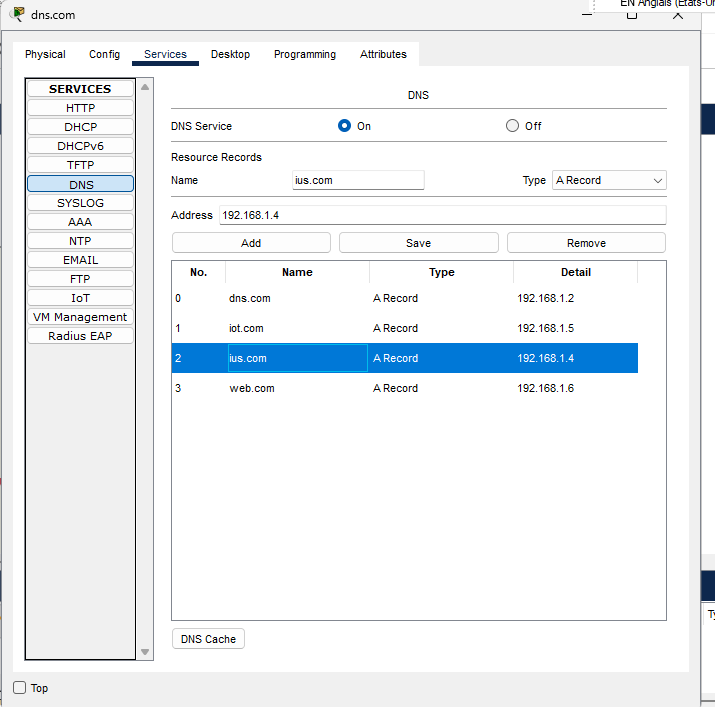 EN Anglais (États-Un
dns.com
Physical Config Services Desktop Programming Attributes
SERVICES
HTTP
DHCP
DHCPv6
TFTP
DNS
SYSLOG
AAA
NTP
EMAIL
FTP
IoT
VM Management
Radius EAP
DNS
DNS Service On Off
Resource Records
Name ius.com Type A Record
Address 192.168.1.4
Add Save Remove
No. Name Type Detail
0 dns.com A Record 192.168.1.2
1 iot.com A Record 192.168.1.5
2 ius.com A Record 192.168.1.4
3 web.com A Record 192.168.1.6
DNS Cache
Top